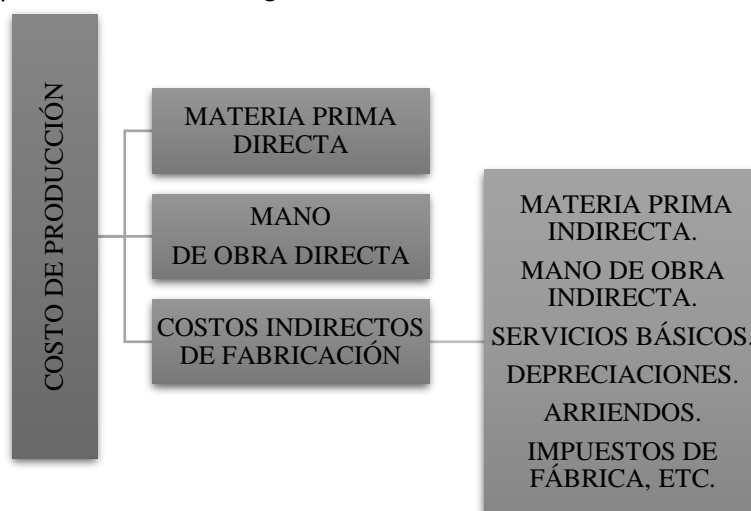 COSTO DE PRODUCCIÓN
MATERIA PRIMA
DIRECTA
MANO
DE OBRA DIRECTA
COSTOS INDIRECTOS
DE FABRICACIÓN
MATERIA PRIMA
INDIRECTA.
MANO DE OBRA
INDIRECTA.
SERVICIOS BÁSICOS.
DEPRECIACIONES.
ARRIENDOS.
IMPUESTOS DE
FÁBRICA, ETC.